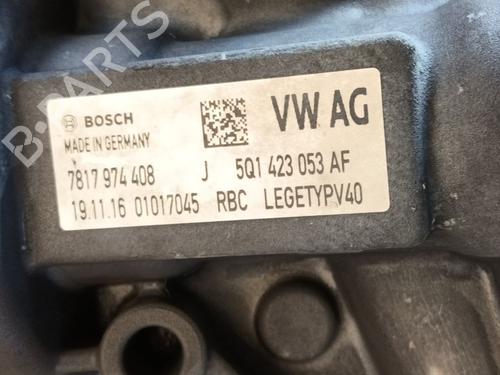 B-PARTS
BOSCH VW AG
MADE IN GERMANY
7817 974 408 J 5Q1 423 053 AF
19.11.16 01017045 RBC LEGETYPV40